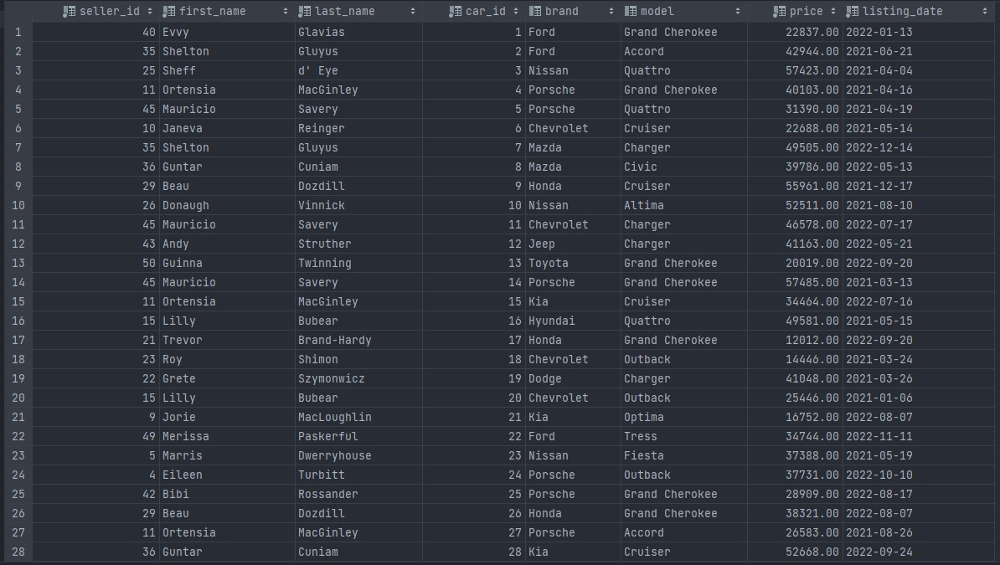 seller_id first_name last_name car_id brand model price listing_date
1 40 Evvy Glavias 1 Ford Grand Cherokee 22837.00 2022-01-13
2 35 Shelton Gluyus 2 Ford Accord 42944.00 2021-06-21
3 25 Sheff d' Eye 3 Nissan Quattro 57423.00 2021-04-04
4 11 Ortensia MacGinley 4 Porsche Grand Cherokee 40103.00 2021-04-16
5 45 Mauricio Savery 5 Porsche Quattro 31390.00 2021-04-19
6 10 Janeva Reinger 6 Chevrolet Cruiser 22688.00 2021-05-14
7 35 Shelton Gluyus 7 Mazda Charger 49505.00 2022-12-14
8 36 Guntar Cuniam 8 Mazda Civic 39786.00 2022-05-13
9 29 Beau Dozdill 9 Honda Cruiser 55961.00 2021-12-17
10 26 Donaugh Vinnick 10 Nissan Altima 52511.00 2021-08-10
11 45 Mauricio Savery 11 Chevrolet Charger 46578.00 2022-07-17
12 43 Andy Struther 12 Jeep Charger 41163.00 2022-05-21
13 50 Guinna Twinning 13 Toyota Grand Cherokee 20019.00 2022-09-20
14 45 Mauricio Savery 14 Porsche Grand Cherokee 57485.00 2021-03-13
15 11 Ortensia MacGinley 15 Kia Cruiser 34464.00 2022-07-16
16 15 Lilly Bubear 16 Hyundai Quattro 49581.00 2021-05-15
17 21 Trevor Brand-Hardy 17 Honda Grand Cherokee 12012.00 2022-09-20
18 23 Roy Shimon 18 Chevrolet Outback 14446.00 2021-03-24
19 22 Grete Szymonwicz 19 Dodge Charger 41048.00 2021-03-26
20 15 Lilly Bubear 20 Chevrolet Outback 25446.00 2021-01-06
21 9 Jorie MacLoughlin 21 Kia Optima 16752.00 2022-08-07
22 49 Merissa Paskerful 22 Ford Tress 34744.00 2022-11-11
23 5 Marris Dwerryhouse 23 Nissan Fiesta 37388.00 2021-05-19
24 4 Eileen Turbitt 24 Porsche Outback 37731.00 2022-10-10
25 42 Bibi Rossander 25 Porsche Grand Cherokee 28909.00 2022-08-17
26 29 Beau Dozdill 26 Honda Grand Cherokee 38321.00 2022-08-07
27 11 Ortensia MacGinley 27 Porsche Accord 26583.00 2021-08-26
28 36 Guntar Cuniam 28 Kia Cruiser 52668.00 2022-09-24